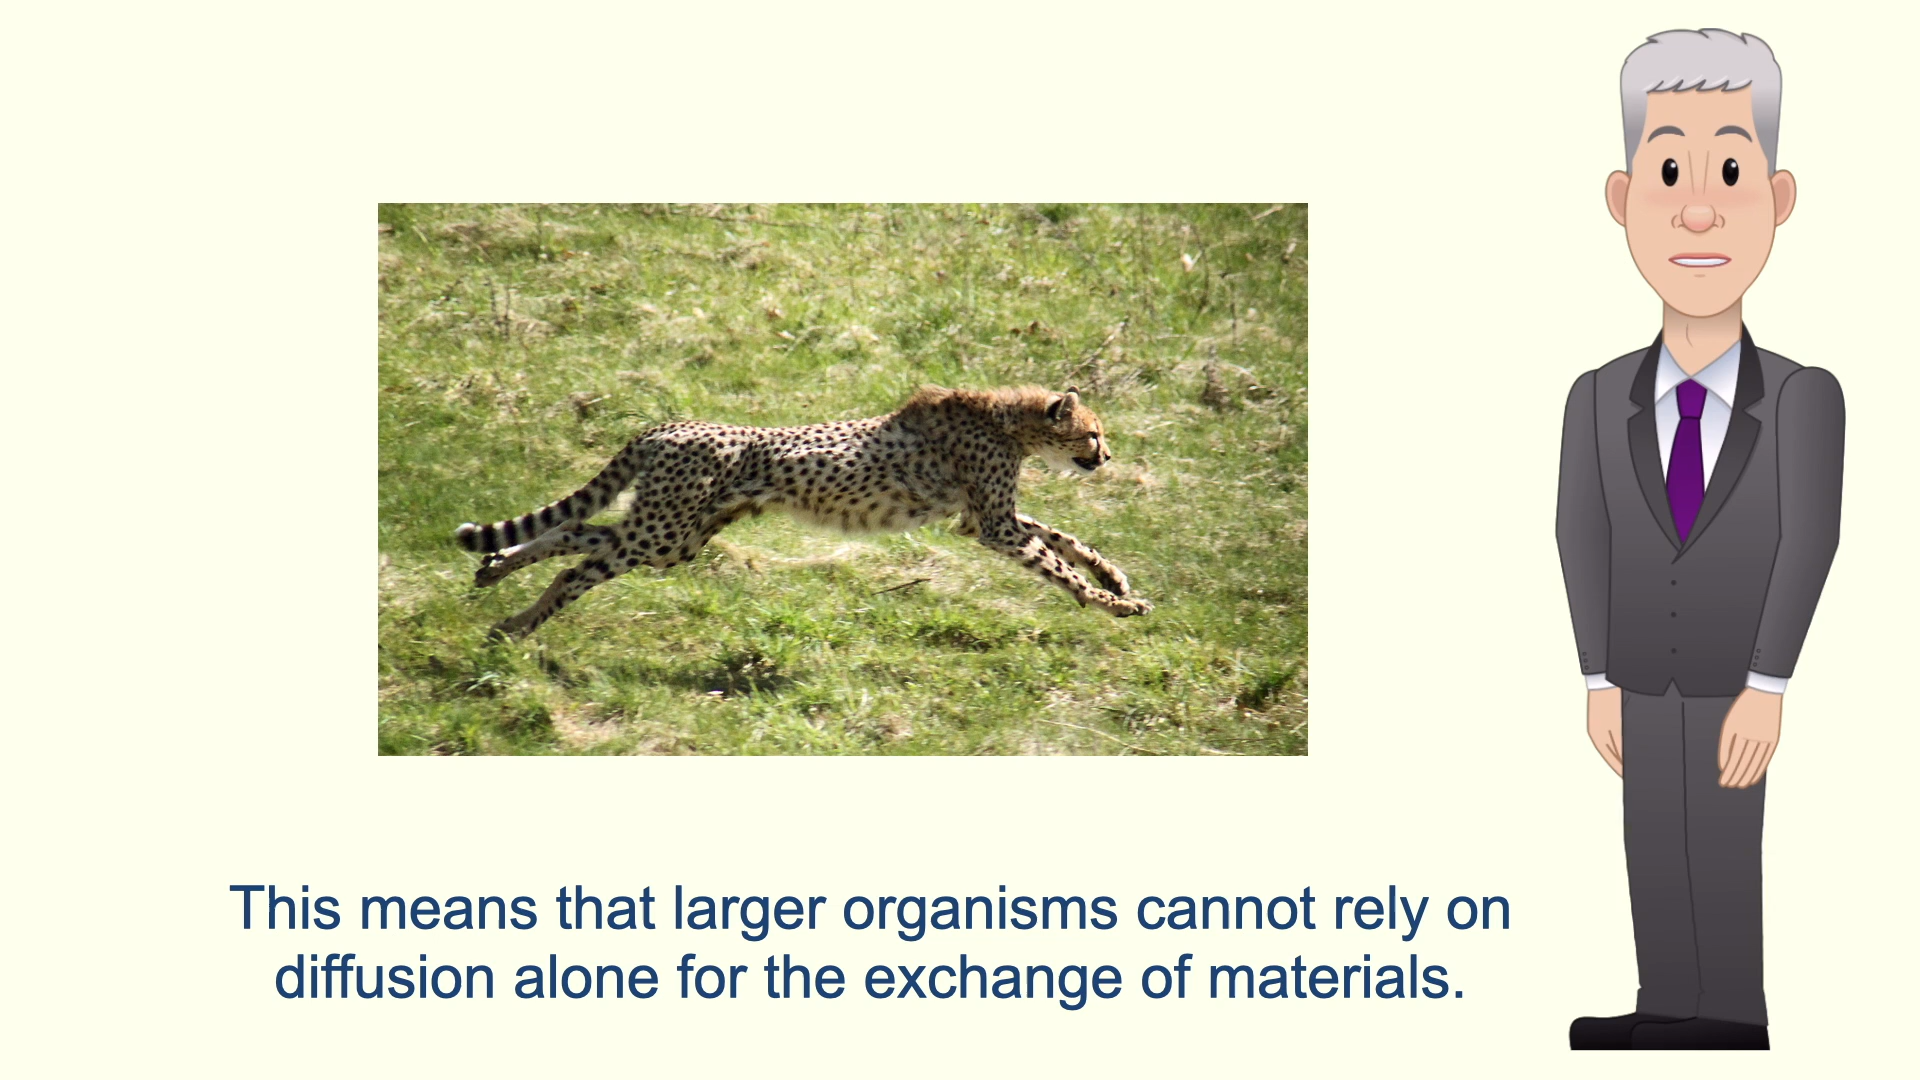 This means that larger organisms cannot rely on
diffusion alone for the exchange of materials.